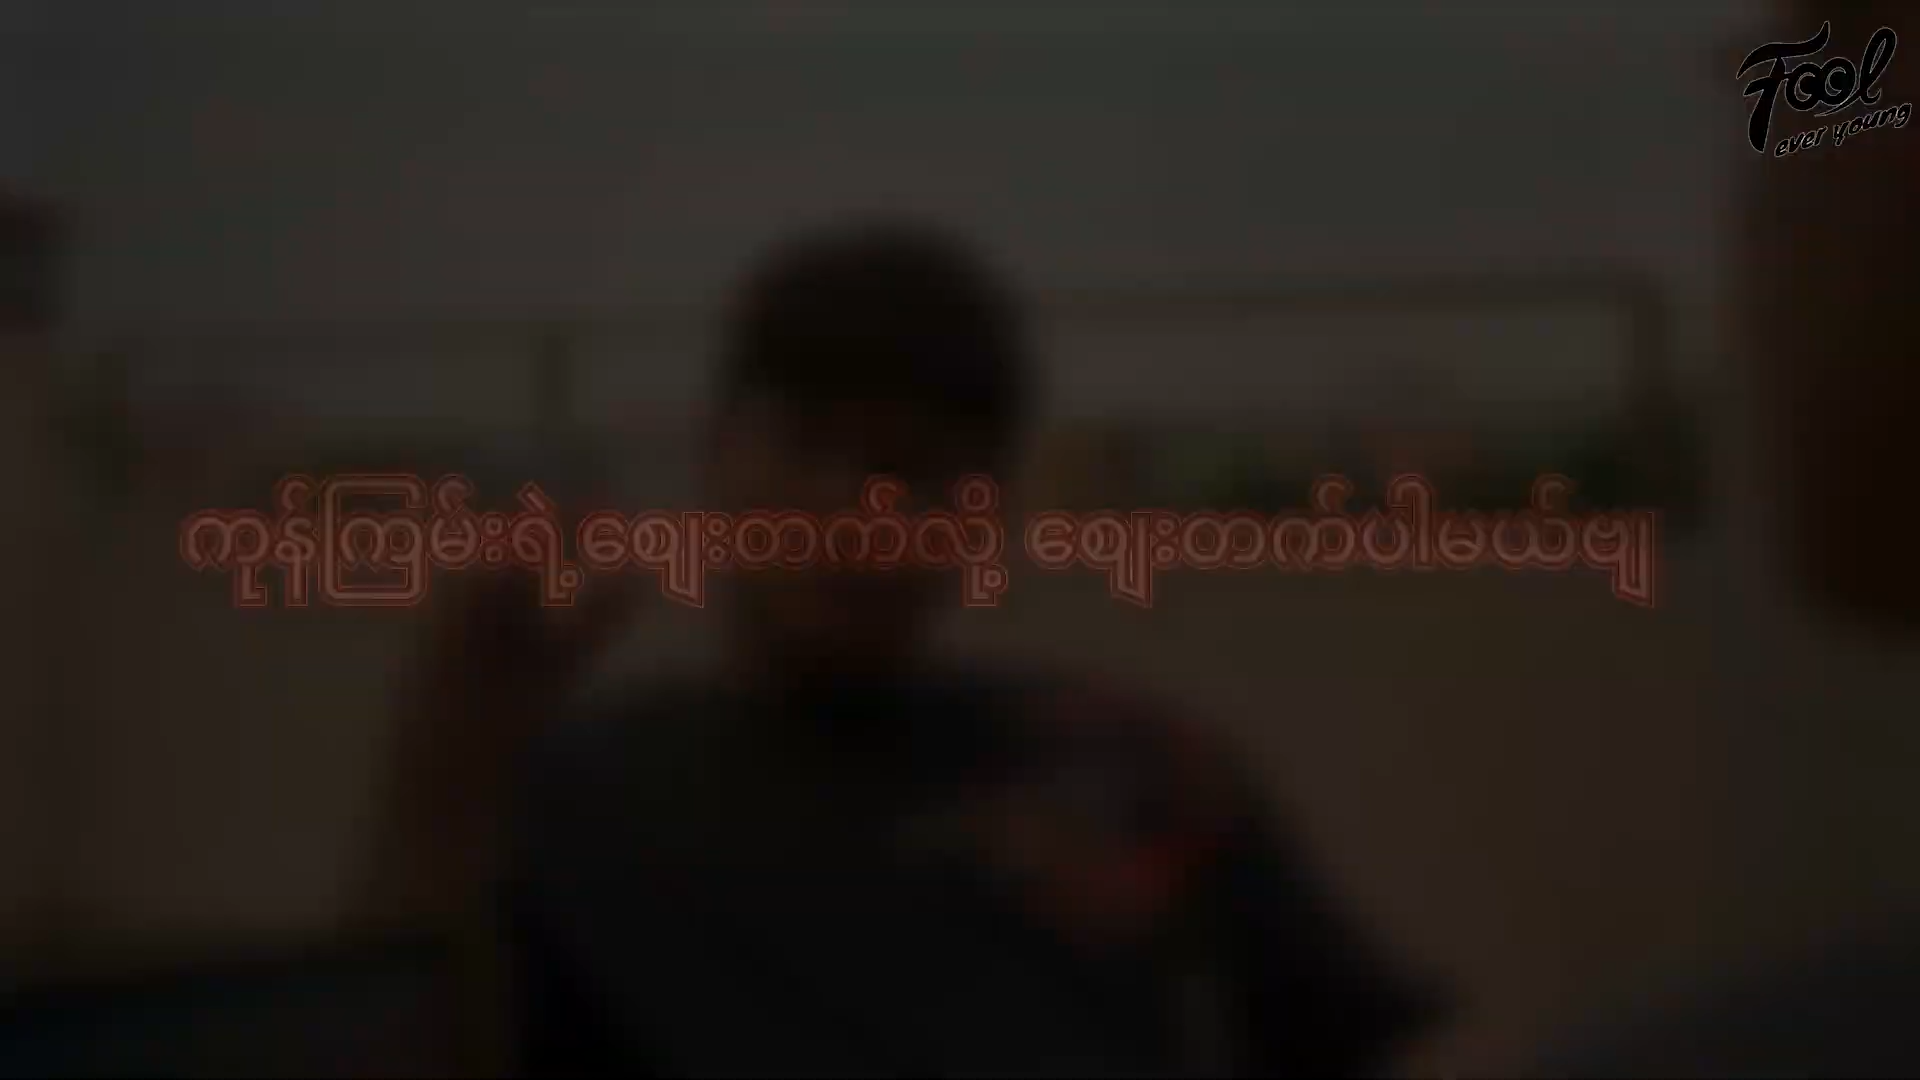 Fool
ever young
ကုန်ကြမ်းရဲ့ဈေးတက်လို့ ဈေးတက်ပါမယ်ဗျ